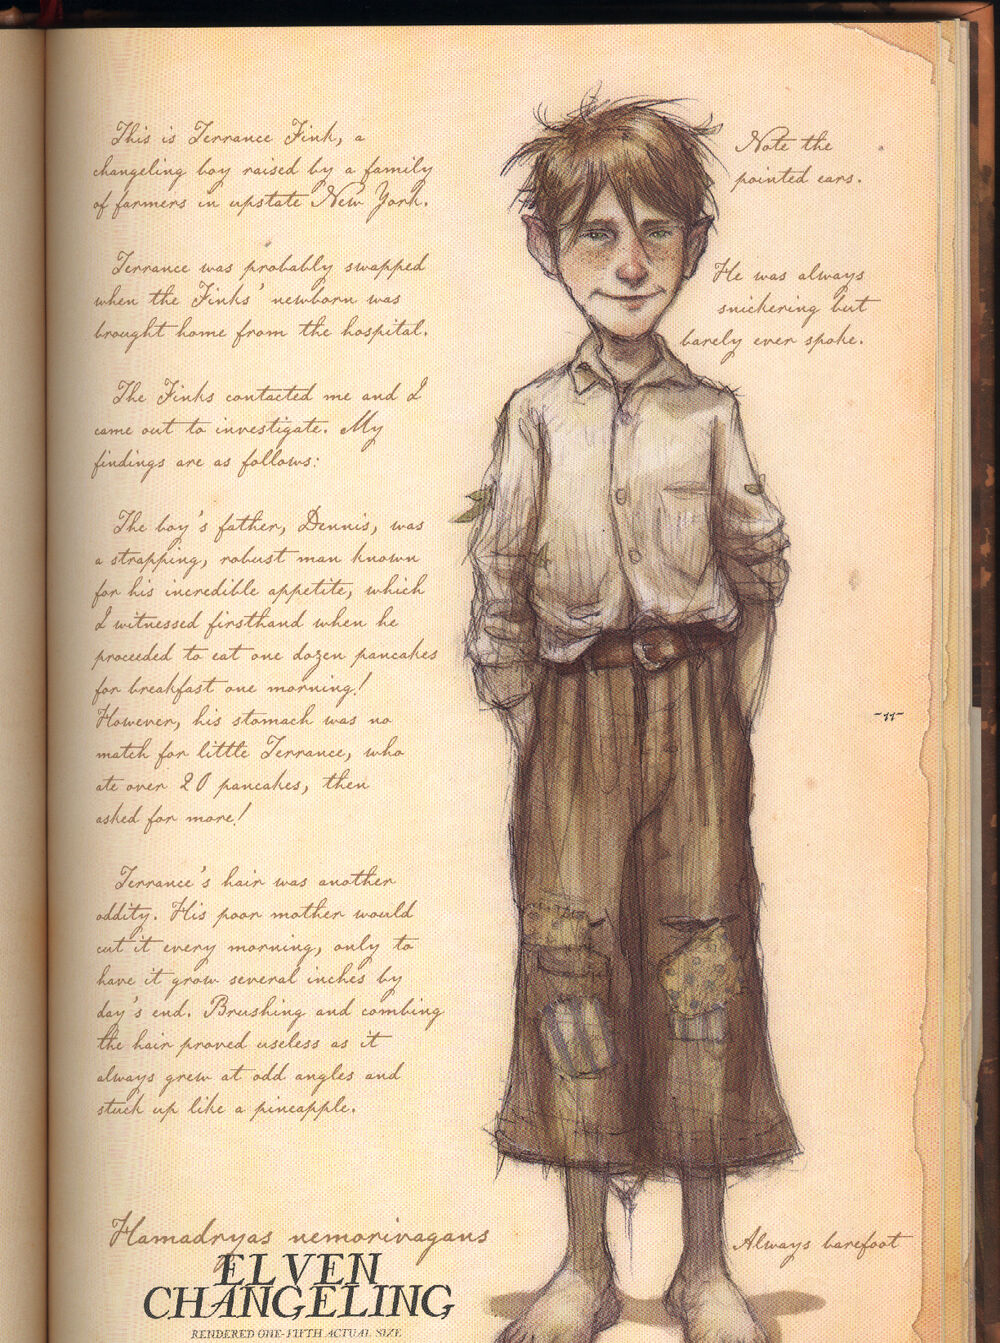 This is Terrance Fink, a
changeling boy raised by a family
of farmers in upstate New York.
Terrance was probably swapped
when the Finks' newborn was
brought home from the hospital.
The Finks contacted me and I
came out to investigate. My
findings are as follows:
The boy's father, Dennis, was
a strapping, robust man known
for his incredible appetite, which
I witnessed firsthand when he
proceeded to eat one dozen pancakes
for breakfast one morning!
However, his stomach was no
match for little Terrance, who
ate over 20 pancakes, then
asked for more!
Terrance's hair was another
oddity. His poor mother would
cut it every morning, only to
have it grow several inches by
day's end. Brushing and combing
the hair proved useless as it
always grew at odd angles and
stuck up like a pineapple.
Note the
pointed ears.
He was always
snickering but
barely ever spoke.
-77-
Always barefoot
Hamadryas nemorivagans
ELVEN
CHANGELING
RENDERED ONE-FIFTH ACTUAL SIZE